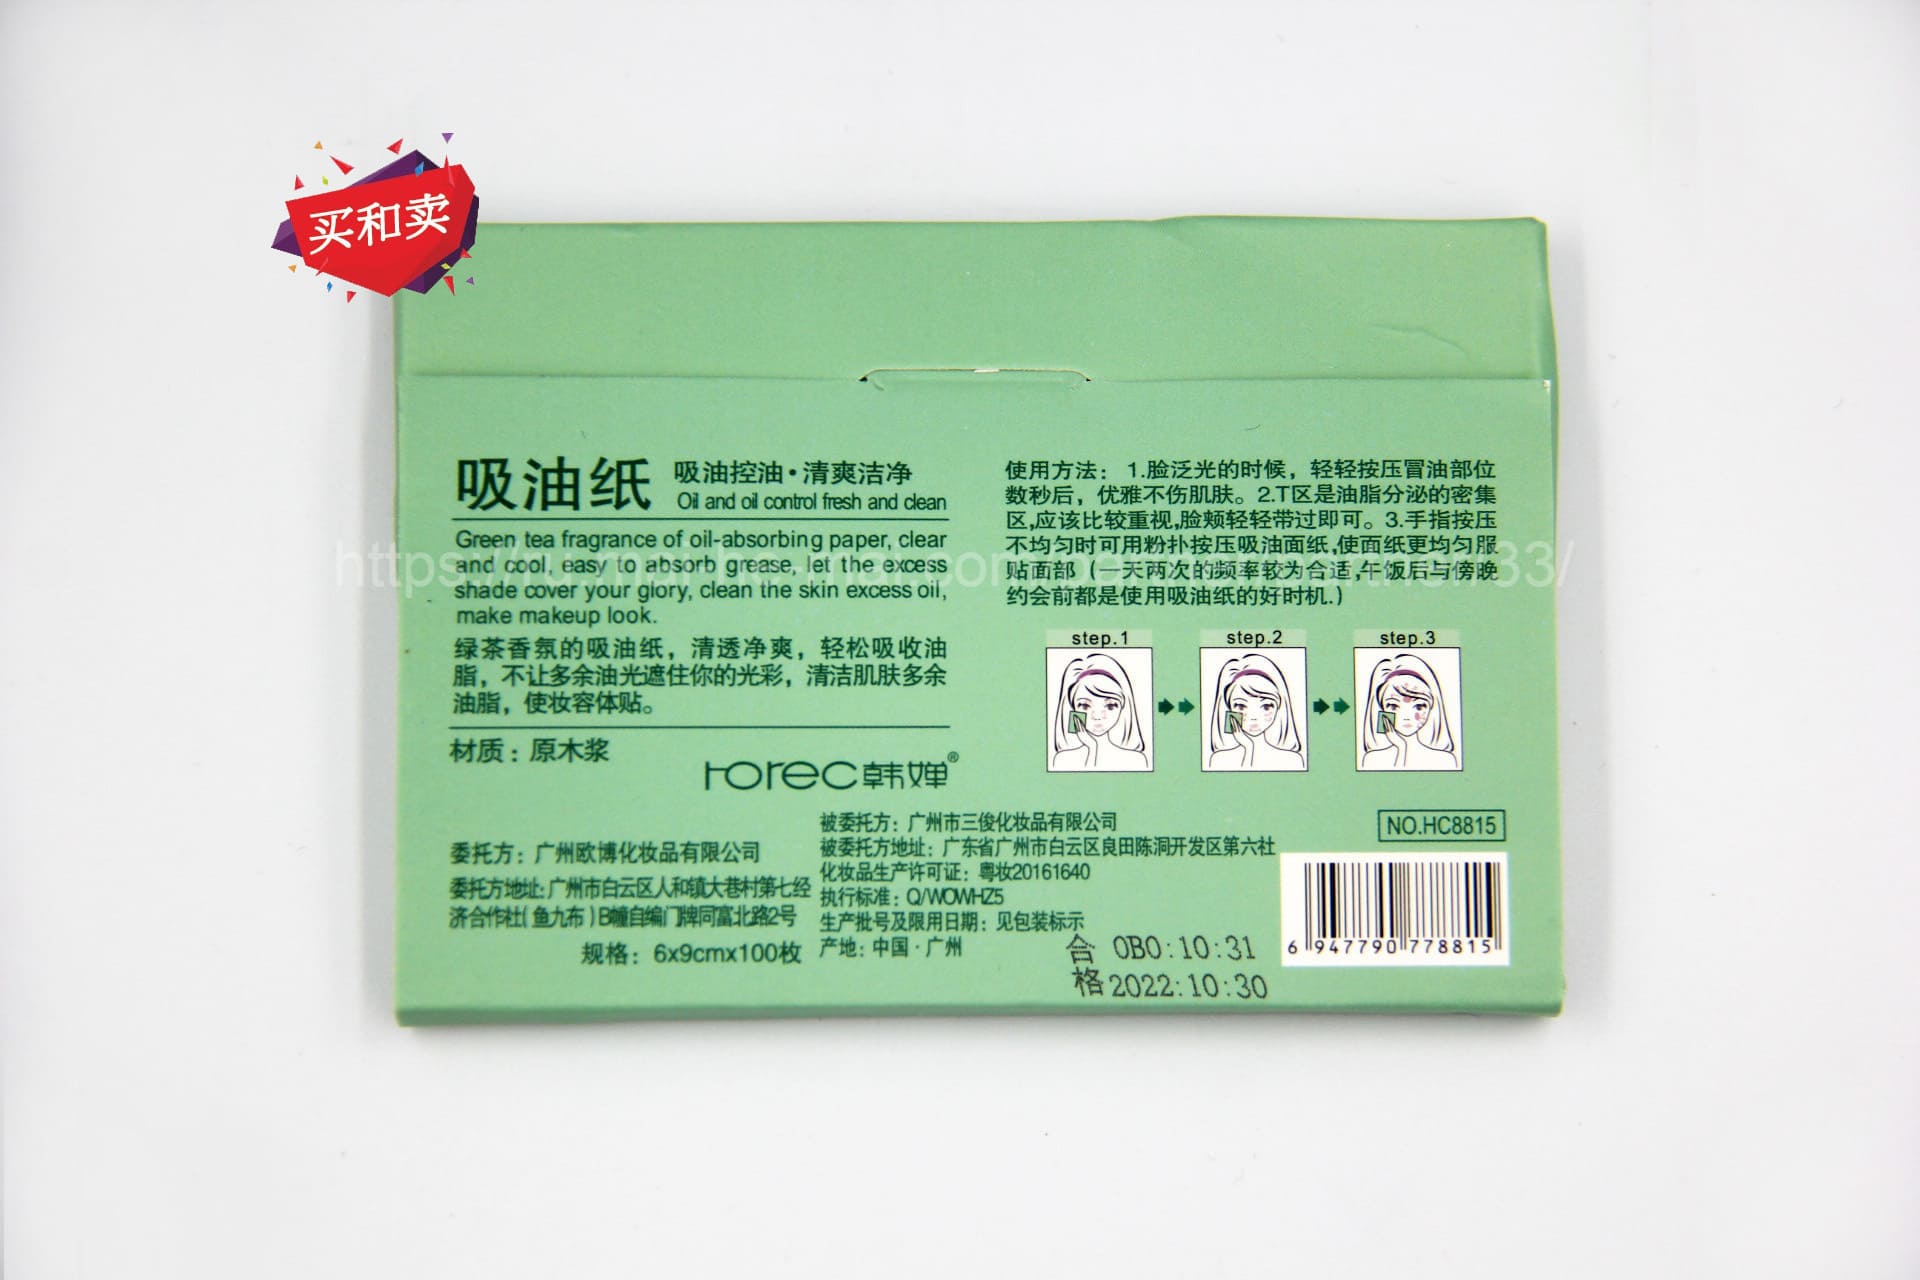 买和卖
吸油纸
吸油控油·清爽洁净
Oil and oil control fresh and clean
Green tea fragrance of oil-absorbing paper, clear
and cool, easy to absorb grease, let the excess
shade cover your glory, clean the skin excess oil,
make makeup look.
绿茶香氛的吸油纸，清透净爽，轻松吸收油
脂，不让多余油光遮住你的光彩，清洁肌肤多余
油脂，使妆容体贴。
材质：原木浆
Horec韩婵®
委托方：广州欧博化妆品有限公司
委托方地址：广州市白云区人和镇大巷村第七经
济合作社(鱼九布)B幢自编门牌同富北路2号
规格：6x9cmx100枚
使用方法：1.脸泛光的时候，轻轻按压冒油部位
数秒后，优雅不伤肌肤。2.T区是油脂分泌的密集
区,应该比较重视,脸颊轻轻带过即可。3.手指按压
不均匀时可用粉扑按压吸油面纸,使面纸更均匀服
贴面部（一天两次的频率较为合适,午饭后与傍晚
约会前都是使用吸油纸的好时机.)
step.1 step.2 step.3
被委托方：广州市三俊化妆品有限公司
被委托方地址：广东省广州市白云区良田陈洞开发区第六社
化妆品生产许可证：粤妆20161640
执行标准：Q/WOWHZ5
生产批号及限用日期：见包装标示
产地：中国·广州
NO.HC8815
6 947790 778815
合 OBO:10:31
格 2022:10:30